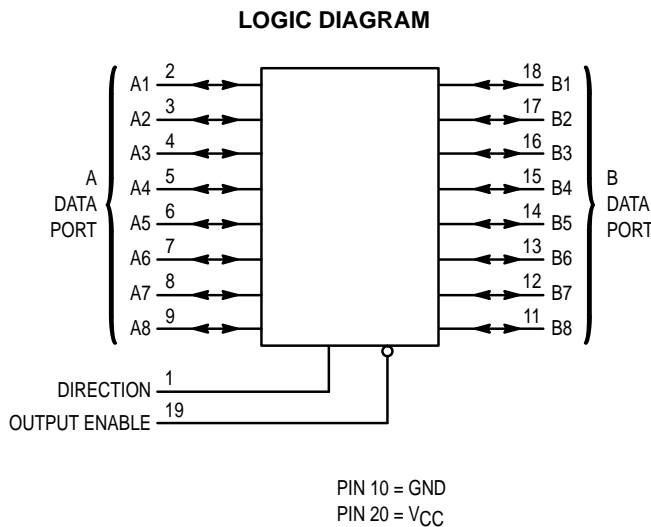 LOGIC DIAGRAM
A1 2
18 B1
A2 3
17 B2
A3 4
16 B3
A4 5
15 B4
A
DATA
PORT
B
DATA
PORT
A5 6
14 B5
A6 7
13 B6
A7 8
12 B7
A8 9
11 B8
DIRECTION 1
OUTPUT ENABLE 19
PIN 10 = GND
PIN 20 = VCC